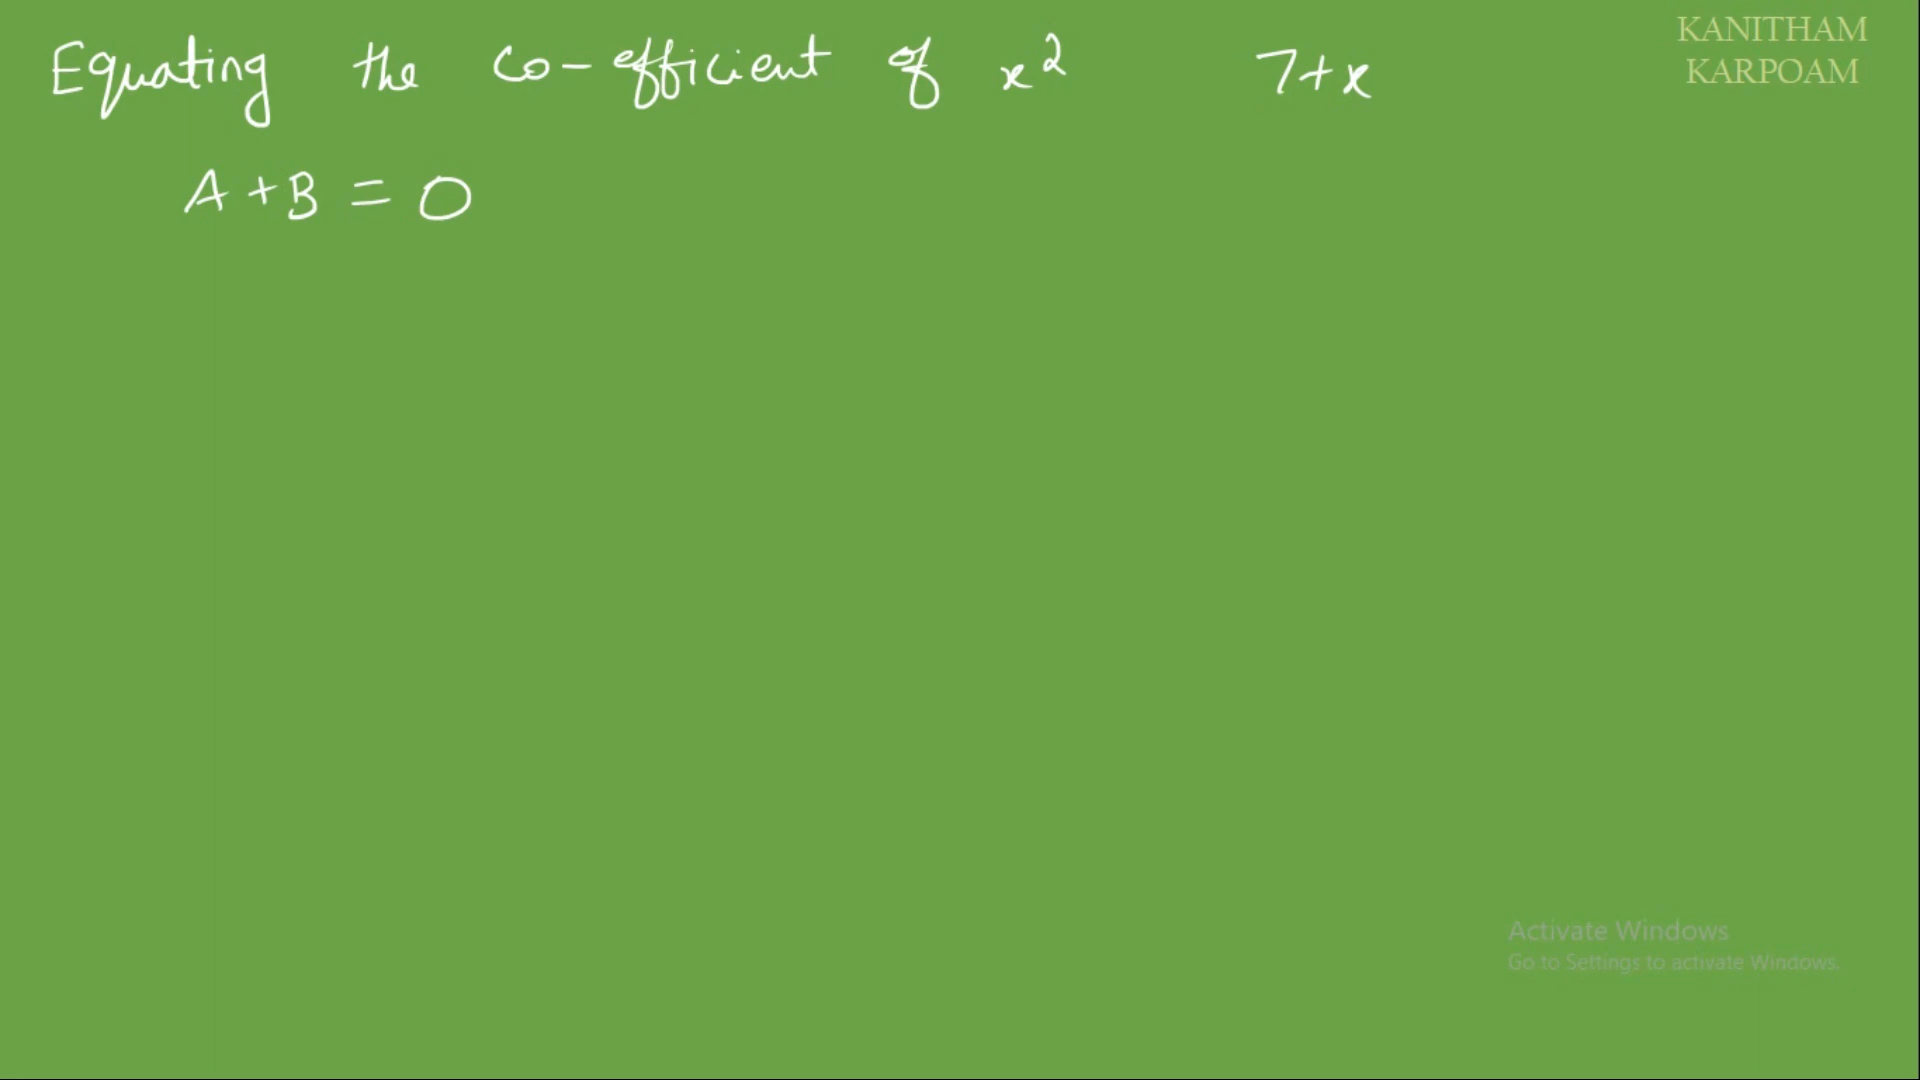 Equating the co-efficient of x² 7+x
KANITHAM
KARPOAM
A + B = 0
Activate Windows
Go to Settings to activate Windows.